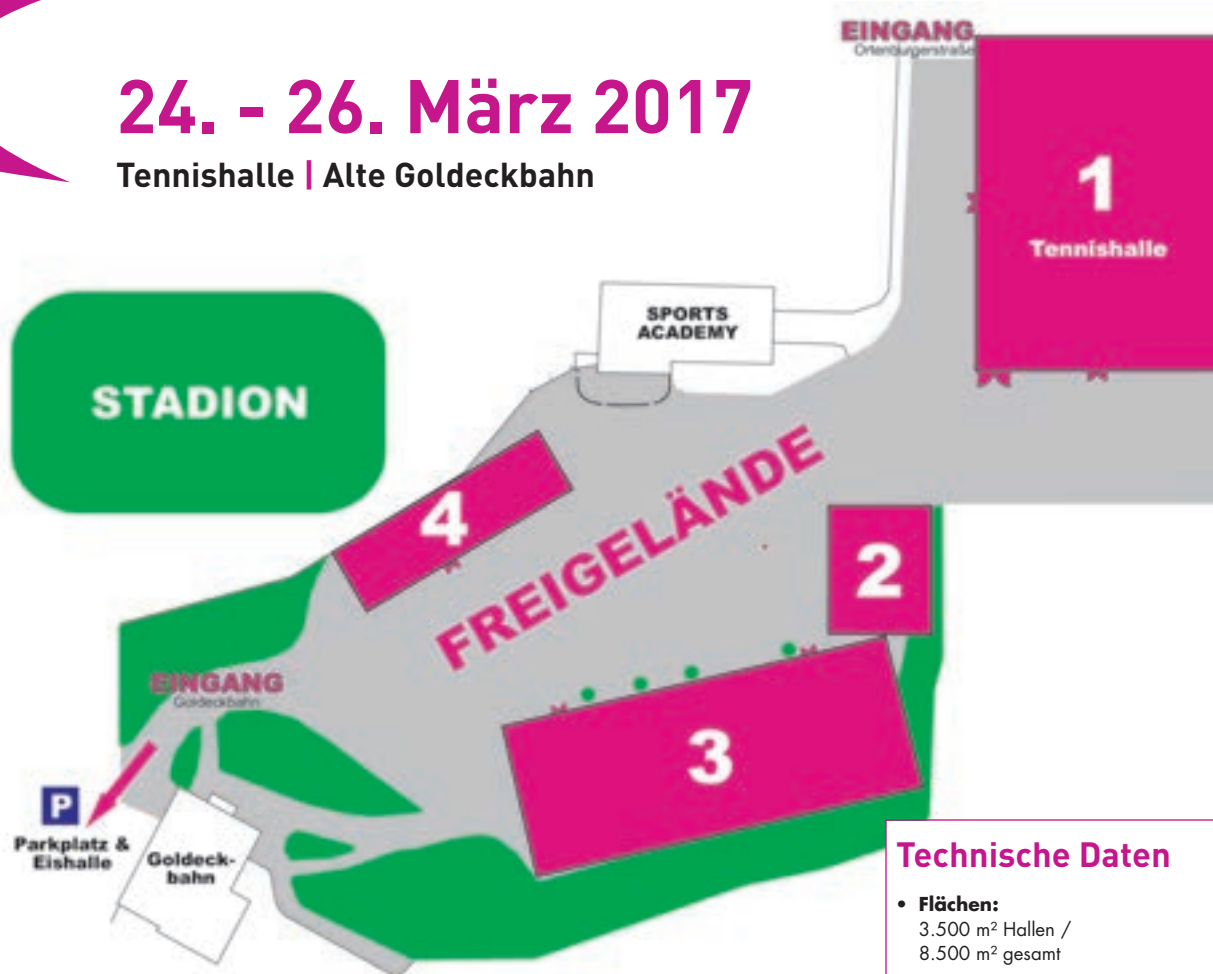 EINGANG
Ortenburgerstraße
24. - 26. März 2017
Tennishalle | Alte Goldeckbahn
1
Tennishalle
SPORTS
ACADEMY
STADION
FREIGELÄNDE
4
2
EINGANG
Goldeckbahn
3
P
Parkplatz &
Eishalle
Goldeck-
bahn
Technische Daten
• Flächen:
3.500 m² Hallen /
8.500 m² gesamt